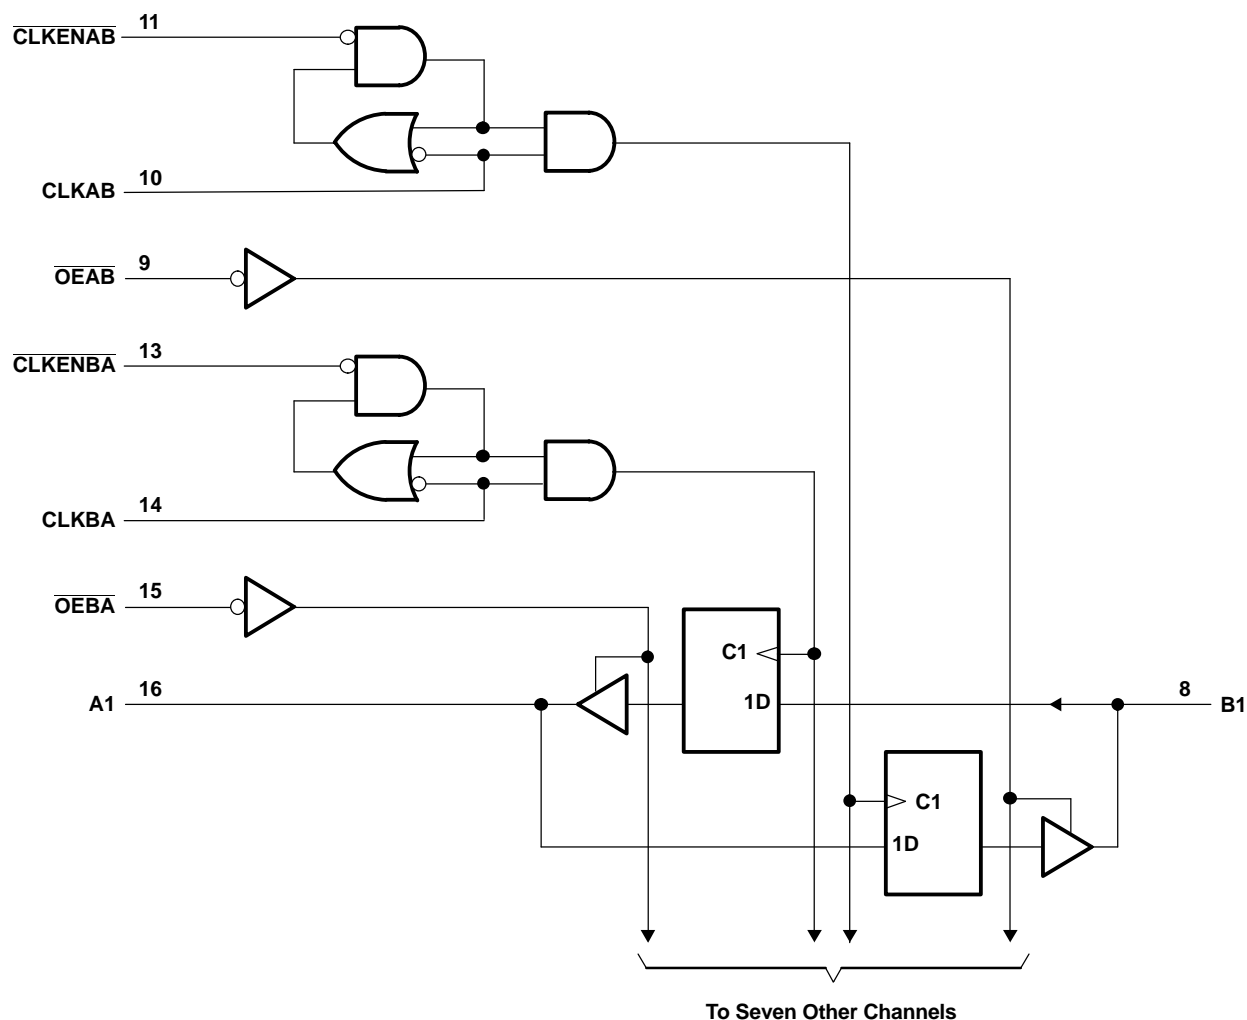 CLKENAB 11
CLKAB 10
OEAB 9
CLKENBA 13
CLKBA 14
OEBA 15
C1
A1 16 1D 8 B1
C1
1D
To Seven Other Channels